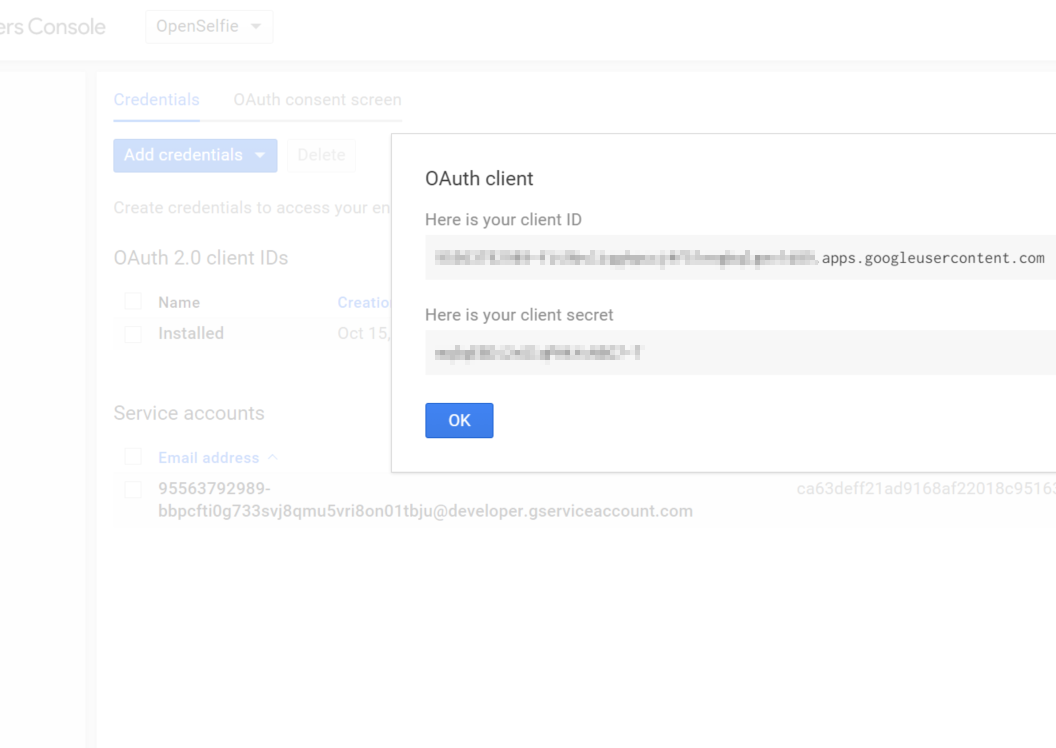 ers Console
OpenSelfie
Credentials
OAuth consent screen
Add credentials
Delete
Create credentials to access your en
OAuth 2.0 client IDs
Name
Creatio
Installed
Oct 15,
Service accounts
Email address
95563792989-
bbpcfti0g733svj8qmu5vri8on01tbju@developer.gserviceaccount.com
ca63deff21ad9168af22018c95163
OAuth client
Here is your client ID
.apps.googleusercontent.com
Here is your client secret
OK